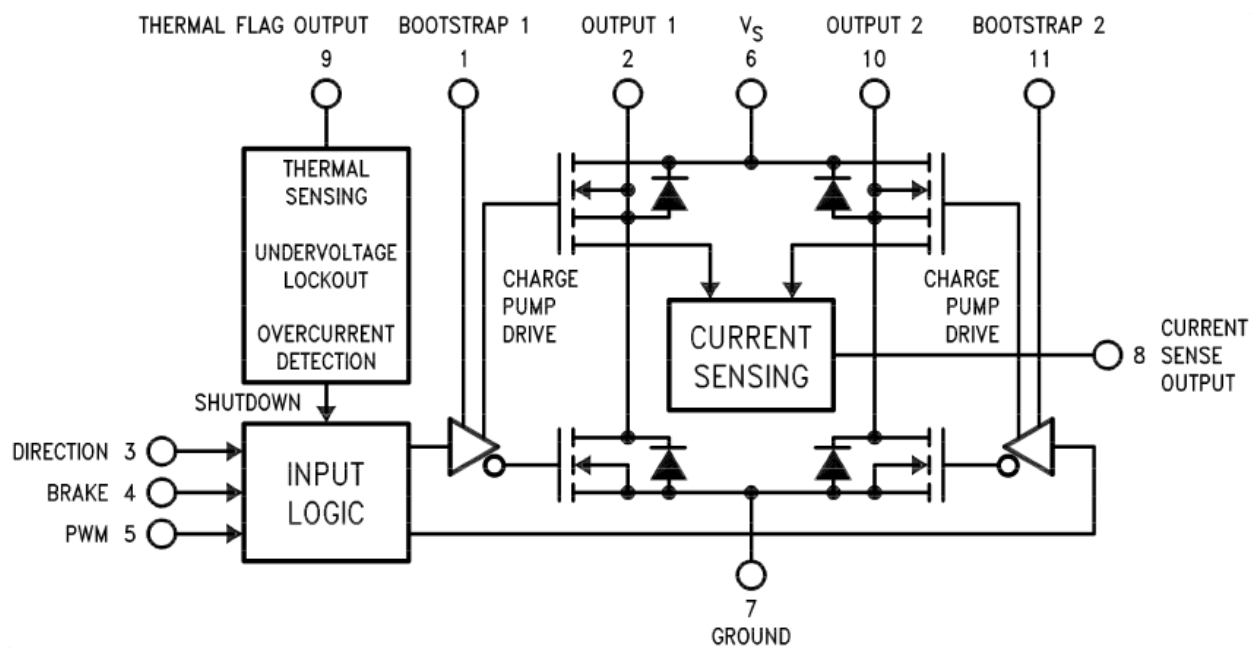 THERMAL FLAG OUTPUT
9
BOOTSTRAP 1
1
OUTPUT 1
2
VS
6
OUTPUT 2
10
BOOTSTRAP 2
11
THERMAL
SENSING
UNDERVOLTAGE
LOCKOUT
OVERCURRENT
DETECTION
SHUTDOWN
CHARGE
PUMP
DRIVE
CURRENT
SENSING
CHARGE
PUMP
DRIVE
8
CURRENT
SENSE
OUTPUT
DIRECTION 3
BRAKE 4
PWM 5
INPUT
LOGIC
7
GROUND